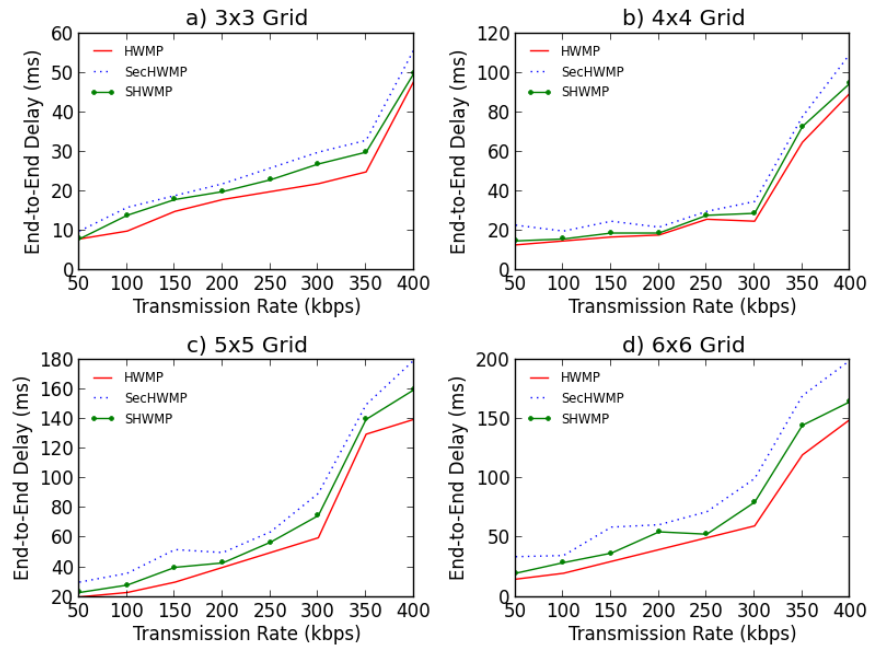 a) 3x3 Grid
60
50
40
30
20
10
0
End-to-End Delay (ms)
HWMP
SecHWMP
SHWMP
50 100 150 200 250 300 350 400
Transmission Rate (kbps)
b) 4x4 Grid
120
100
80
60
40
20
0
End-to-End Delay (ms)
HWMP
SecHWMP
SHWMP
50 100 150 200 250 300 350 400
Transmission Rate (kbps)
c) 5x5 Grid
180
160
140
120
100
80
60
40
20
End-to-End Delay (ms)
HWMP
SecHWMP
SHWMP
50 100 150 200 250 300 350 400
Transmission Rate (kbps)
d) 6x6 Grid
200
150
100
50
0
End-to-End Delay (ms)
HWMP
SecHWMP
SHWMP
50 100 150 200 250 300 350 400
Transmission Rate (kbps)